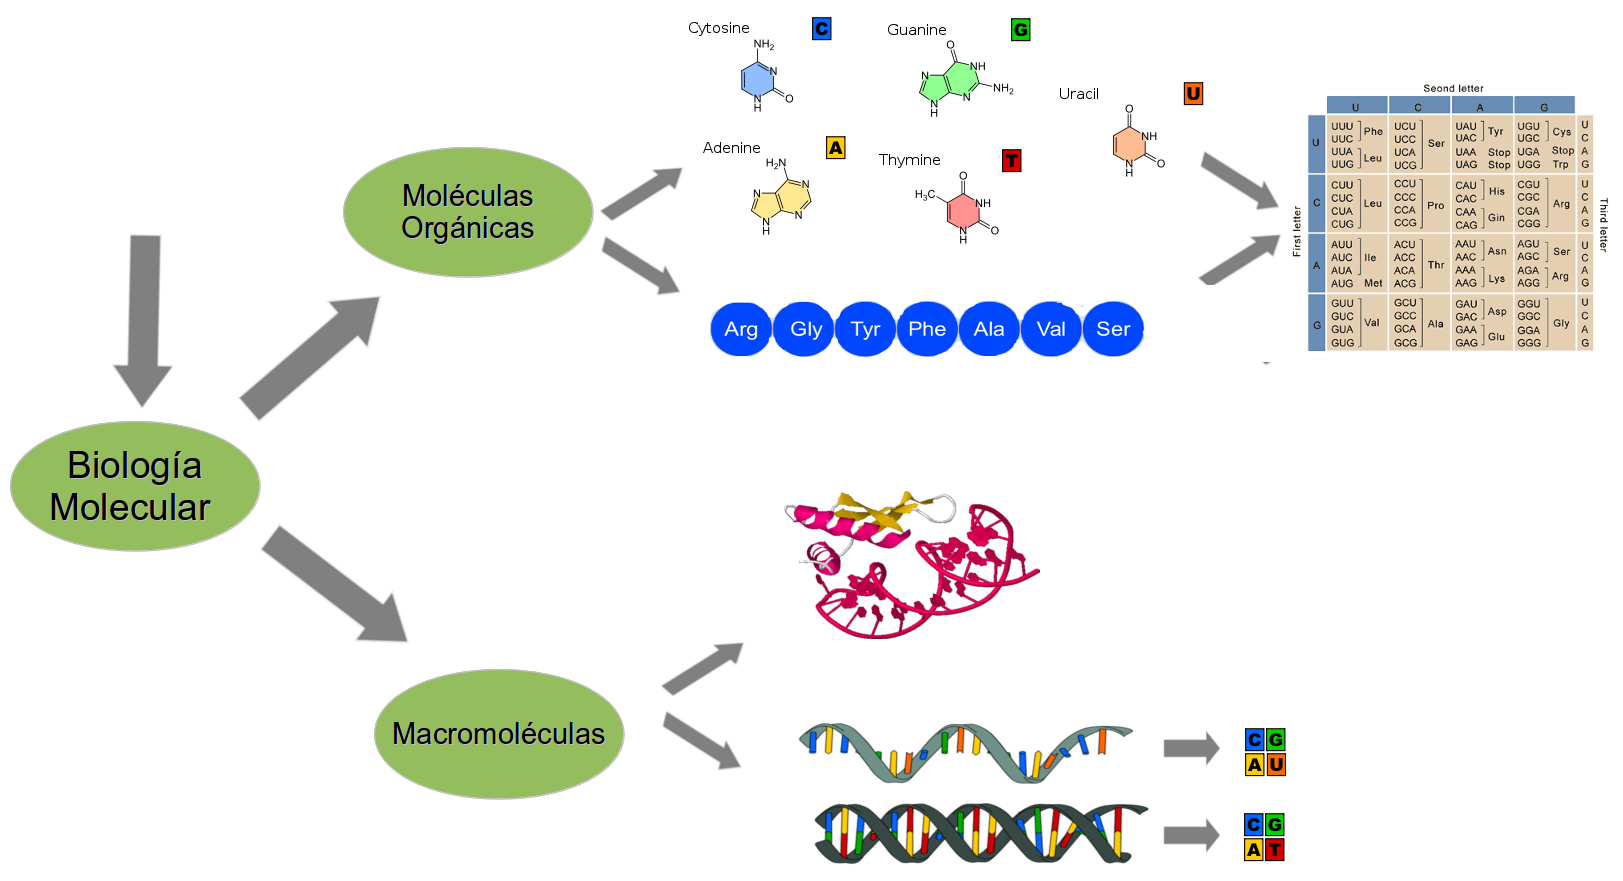 Cytosine
C
NH2
N
N
H
O
Guanine
G
O
N
NH
N
H
N
NH2
Uracil
U
O
NH
N
H
O
Adenine
A
H2N
N
N
N
H
N
Thymine
T
O
H3C
NH
N
H
O
Moléculas
Orgánicas
Arg Gly Tyr Phe Ala Val Ser
Seond letter
U C A G
First letter
Third letter
U
UUU
UUC
Phe
UUA
UUG
Leu
UCU
UCC
UCA
UCG
Ser
UAU
UAC
Tyr
UAA Stop
UAG Stop
UGU
UGC
Cys
UGA Stop
UGG Trp
U
C
A
G
C
CUU
CUC
CUA
CUG
Leu
CCU
CCC
CCA
CCG
Pro
CAU
CAC
His
CAA
CAG
Gin
CGU
CGC
CGA
CGG
Arg
U
C
A
G
A
AUU
AUC
AUA
Ile
AUG Met
ACU
ACC
ACA
ACG
Thr
AAU
AAC
Asn
AAA
AAG
Lys
AGU
AGC
Ser
AGA
AGG
Arg
U
C
A
G
G
GUU
GUC
GUA
GUG
Val
GCU
GCC
GCA
GCG
Ala
GAU
GAC
Asp
GAA
GAG
Glu
GGU
GGC
GGA
GGG
Gly
U
C
A
G
Biología
Molecular
Macromoléculas
C G
A U
C G
A T